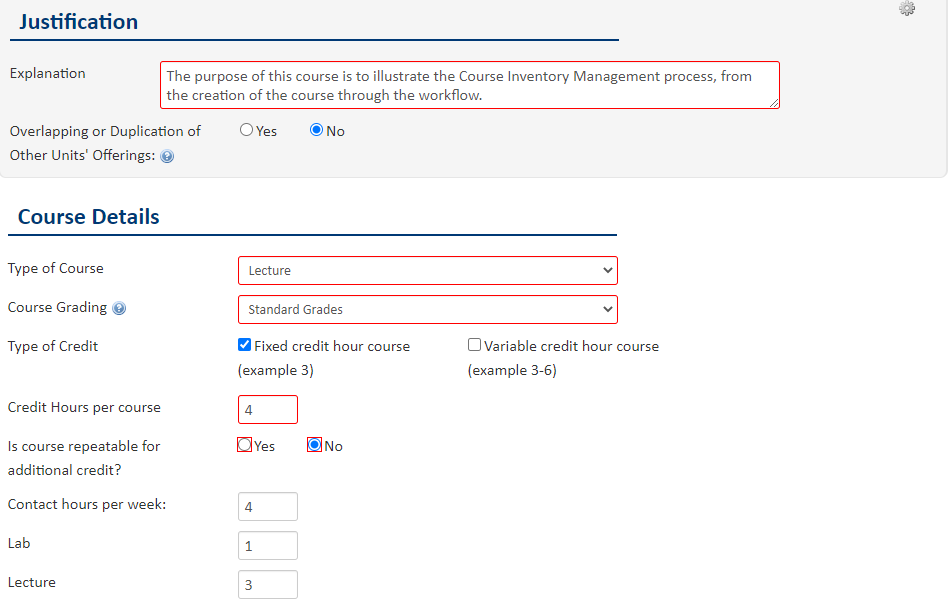 Justification
Explanation
The purpose of this course is to illustrate the Course Inventory Management process, from
the creation of the course through the workflow.
Overlapping or Duplication of
Other Units' Offerings:
Yes No
Course Details
Type of Course Lecture
Course Grading Standard Grades
Type of Credit Fixed credit hour course Variable credit hour course
(example 3) (example 3-6)
Credit Hours per course 4
Is course repeatable for Yes No
additional credit?
Contact hours per week: 4
Lab 1
Lecture 3